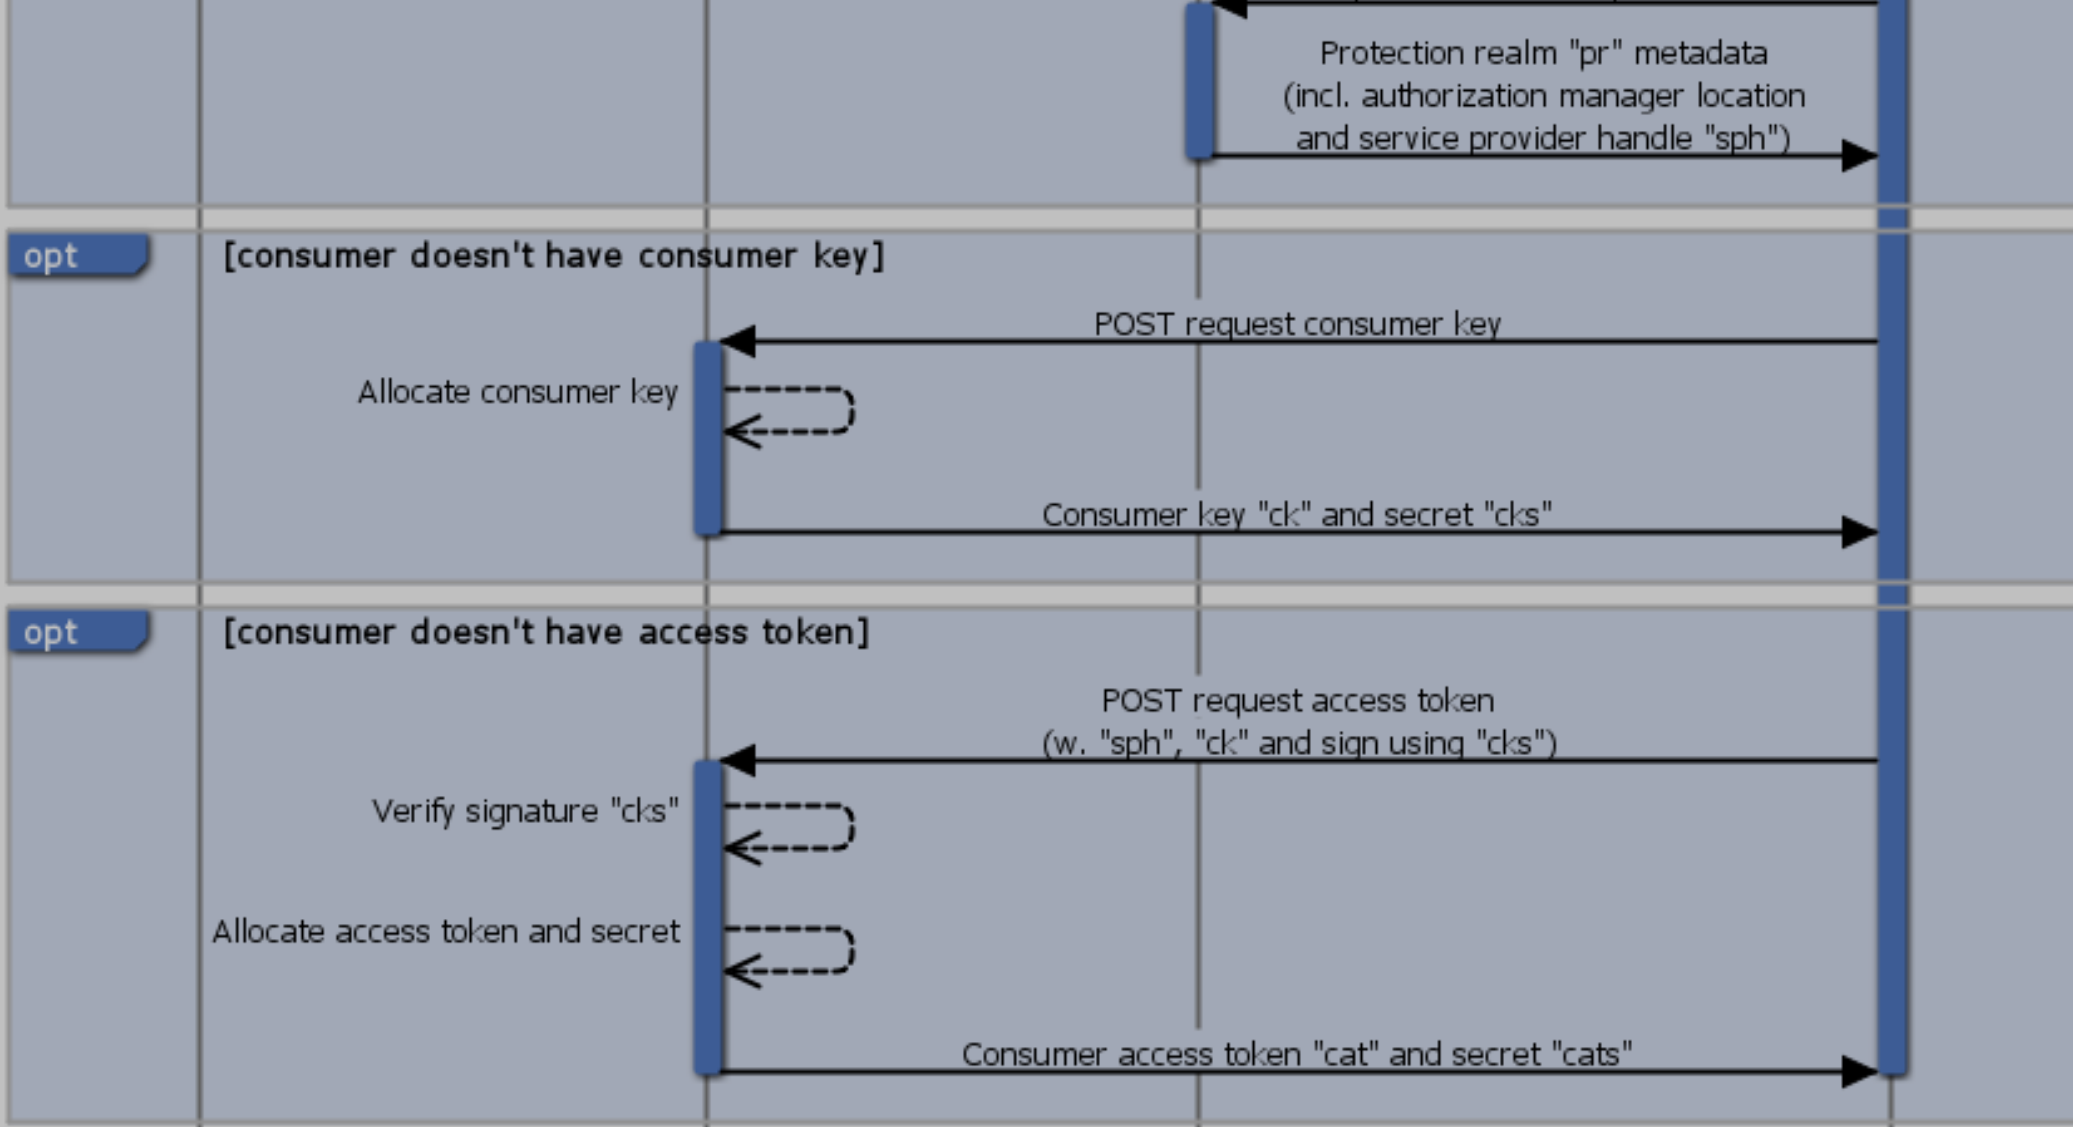 Protection realm "pr" metadata
(incl. authorization manager location
and service provider handle "sph")
opt
[consumer doesn't have consumer key]
POST request consumer key
Allocate consumer key
Consumer key "ck" and secret "cks"
opt
[consumer doesn't have access token]
POST request access token
(w. "sph", "ck" and sign using "cks")
Verify signature "cks"
Allocate access token and secret
Consumer access token "cat" and secret "cats"